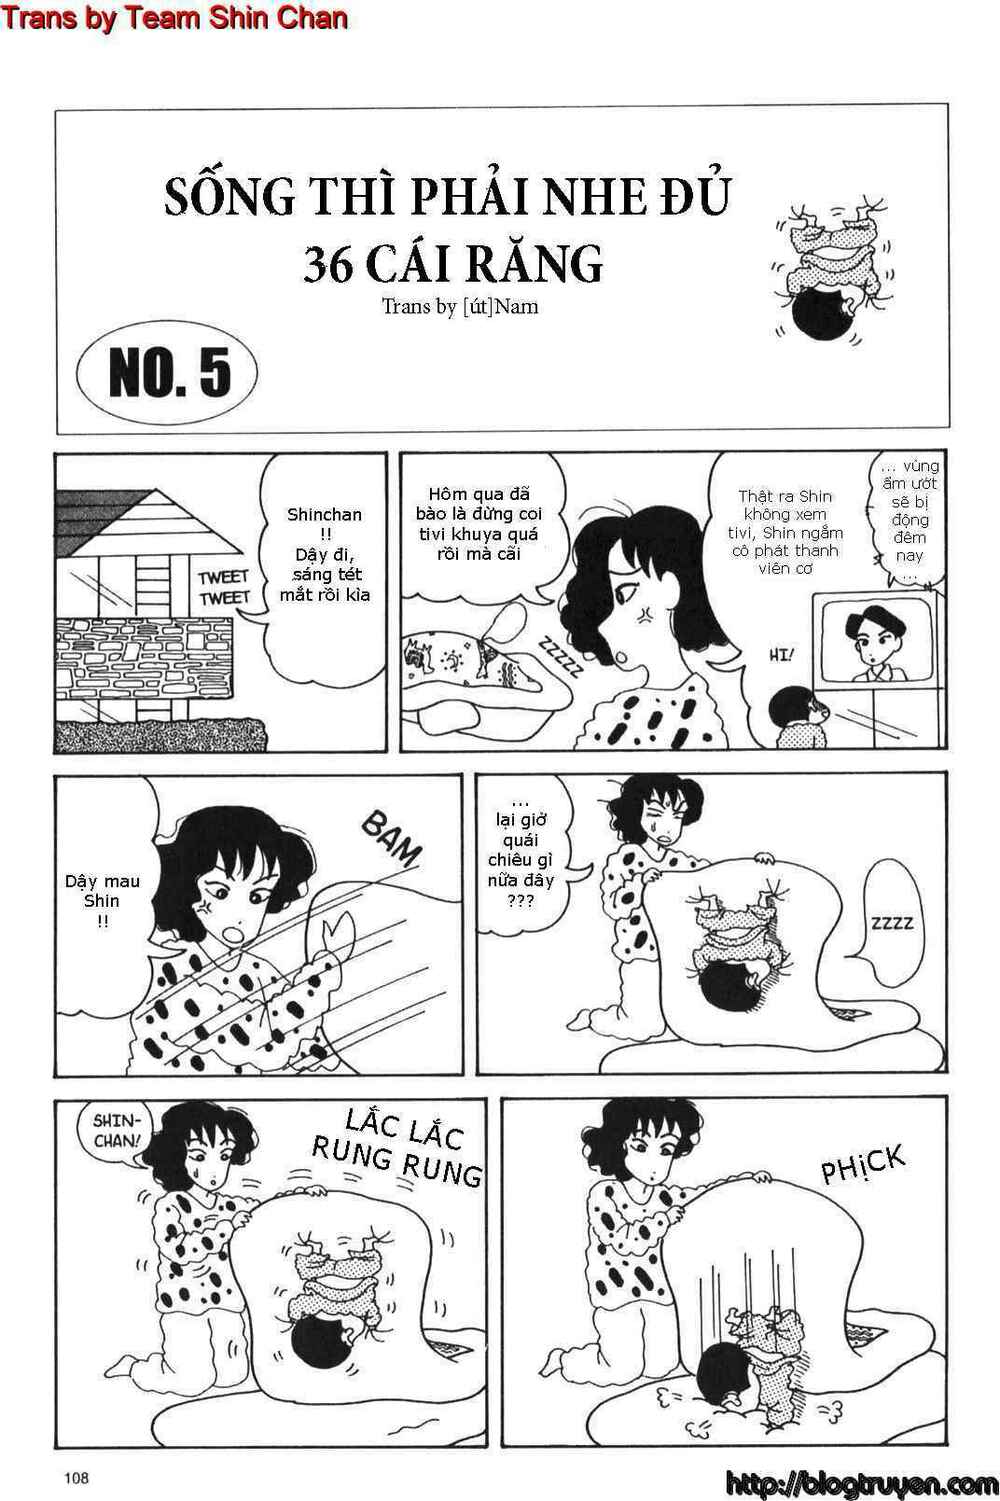 Trans by Team Shin Chan
SỐNG THÌ PHẢI NHE ĐỦ
36 CÁI RĂNG
Trans by [út]Nam
NO. 5
Shinchan
!!
Dậy đi,
sáng tét
mắt rồi kìa
TWEET
TWEET
Hôm qua đã
bào là đừng coi
tivi khuya quá
rồi mà cãi
ZZZZZ
Thật ra Shin
không xem
tivi, Shin ngắm
cô phát thanh
viên cơ
HI!
... vùng
ẩm ướt
sẽ bị
động
đêm
nay
...
Dậy mau
Shin
!!
BAM
...
lại giở
quái
chiêu gì
nữa đây
???
ZZZZ
SHIN-
CHAN!
LẮC LẮC
RUNG RUNG
PHỊCK
108
http://blogtruyen.com